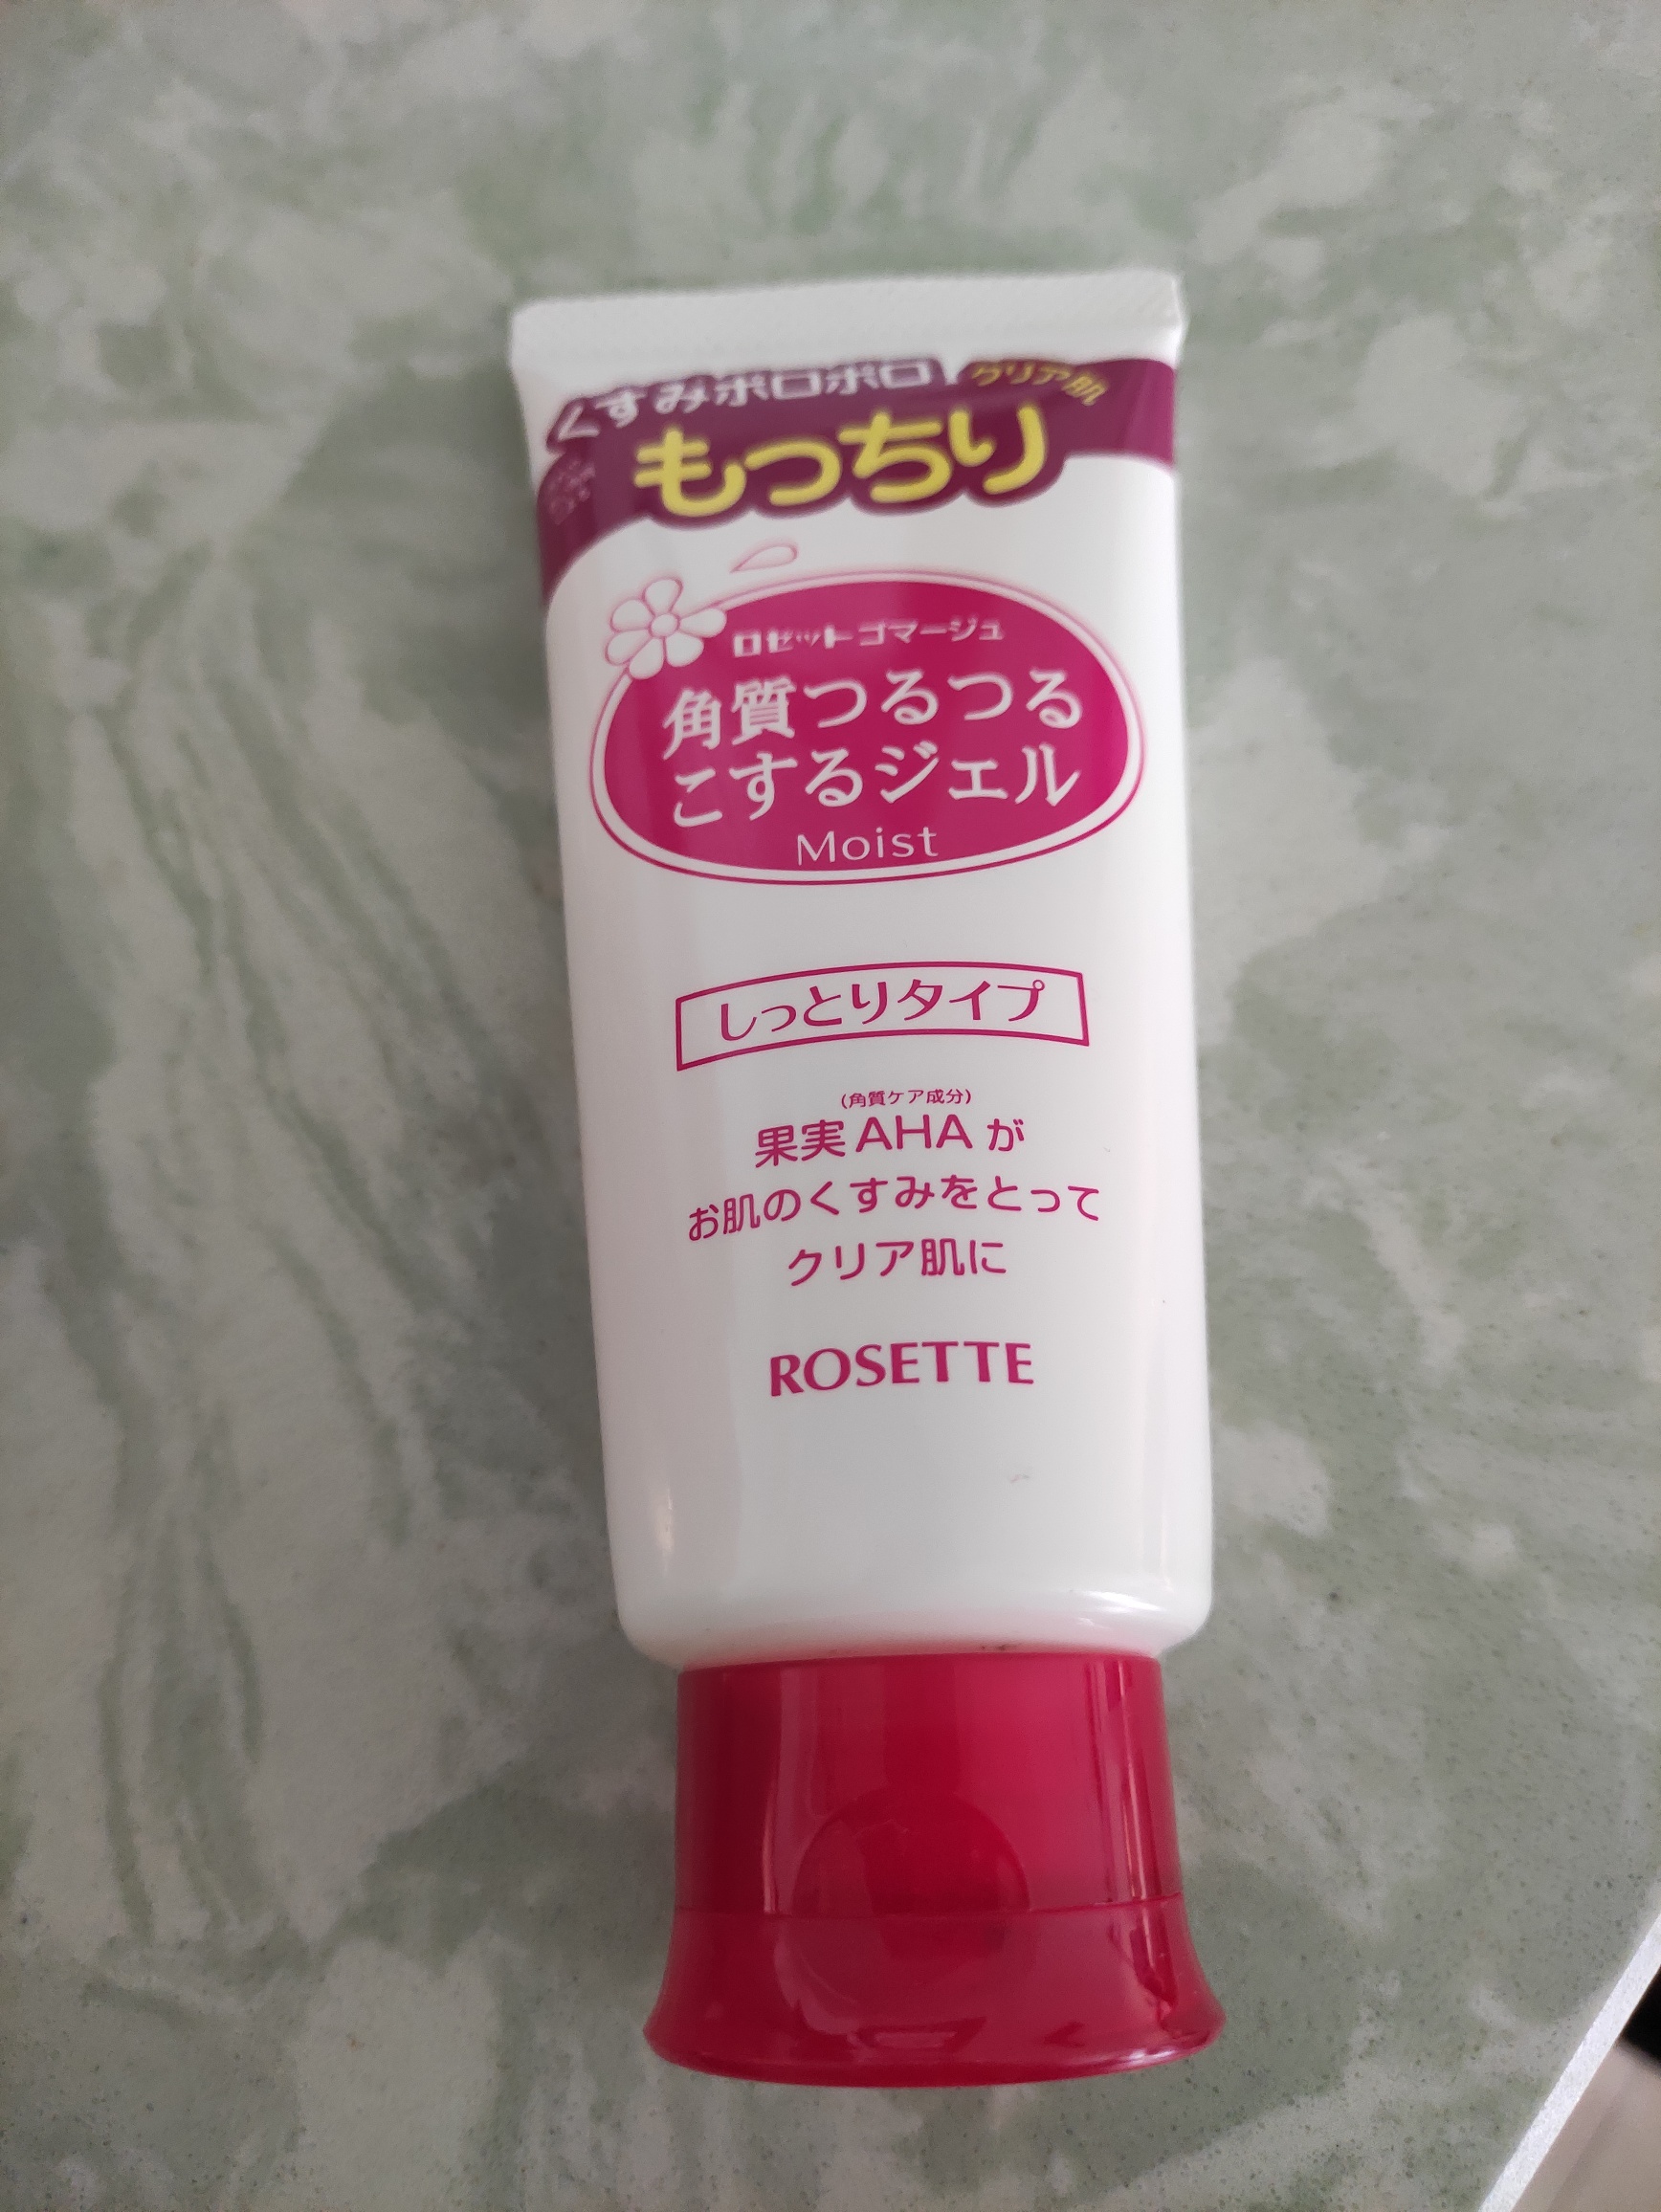 くすみポロポロ! クリア肌
もっちり
ロゼットゴマージュ
角質つるつる
こするジェル
Moist
しっとりタイプ
(角質ケア成分)
果実AHAが
お肌のくすみをとって
クリア肌に
ROSETTE